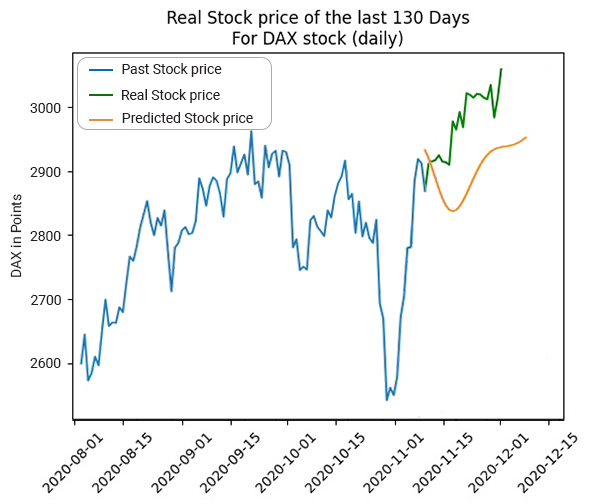 Real Stock price of the last 130 Days
For DAX stock (daily)
Past Stock price
Real Stock price
Predicted Stock price
DAX in Points
3000
2900
2800
2700
2600
2020-08-01
2020-08-15
2020-09-01
2020-09-15
2020-10-01
2020-10-15
2020-11-01
2020-11-15
2020-12-01
2020-12-15